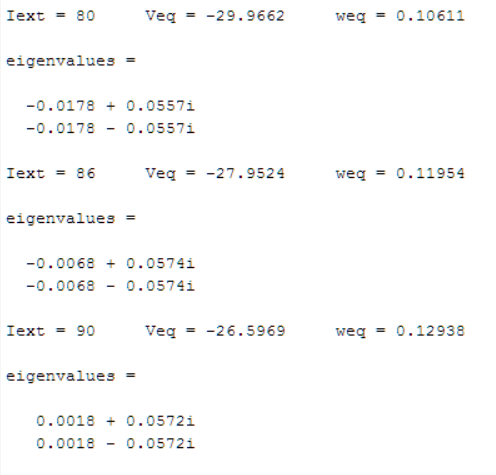 Iext = 80 Veq = -29.9662 weq = 0.10611
eigenvalues =
-0.0178 + 0.0557i
-0.0178 - 0.0557i
Iext = 86 Veq = -27.9524 weq = 0.11954
eigenvalues =
-0.0068 + 0.0574i
-0.0068 - 0.0574i
Iext = 90 Veq = -26.5969 weq = 0.12938
eigenvalues =
0.0018 + 0.0572i
0.0018 - 0.0572i